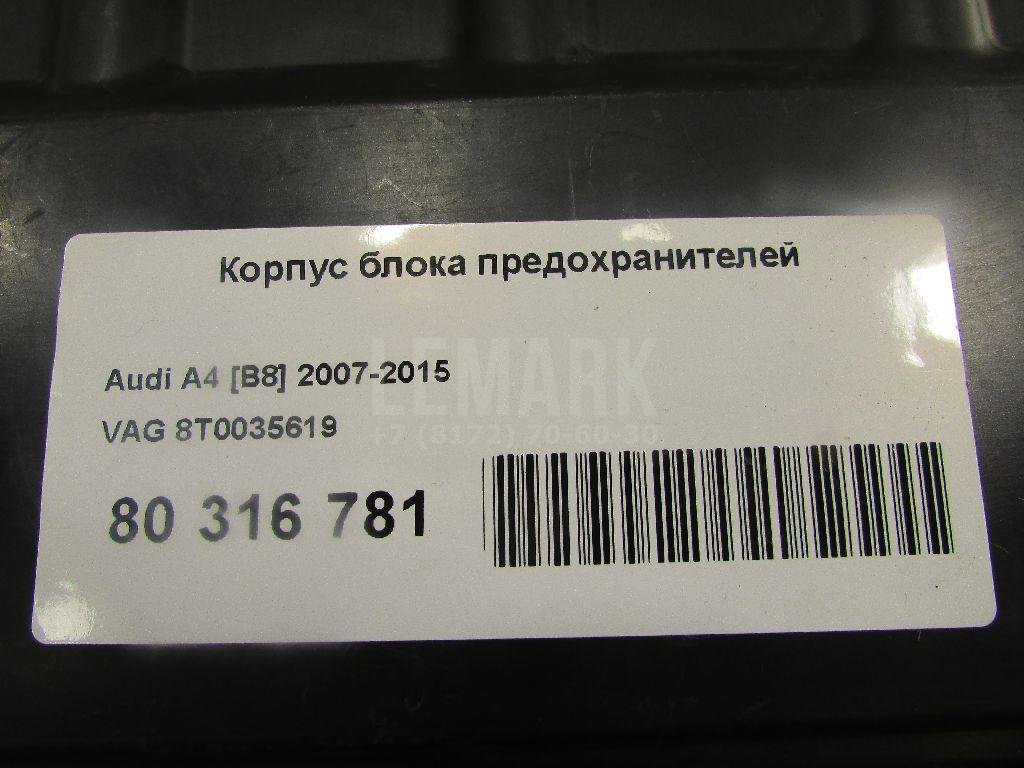 Корпус блока предохранителей
LEMARK
Audi A4 [B8] 2007-2015
VAG 8T0035619
+7 (8172) 70-60-30
80 316 781